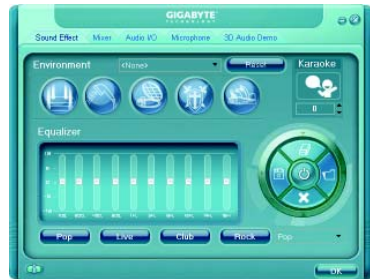 GIGABYTE
TECHNOLOGY
Sound Effect Mixer Audio I/O Microphone 3D Audio Demo
Environment <None> Reset Karaoke
0
Equalizer
Pop Live Club Rock Pop
OK